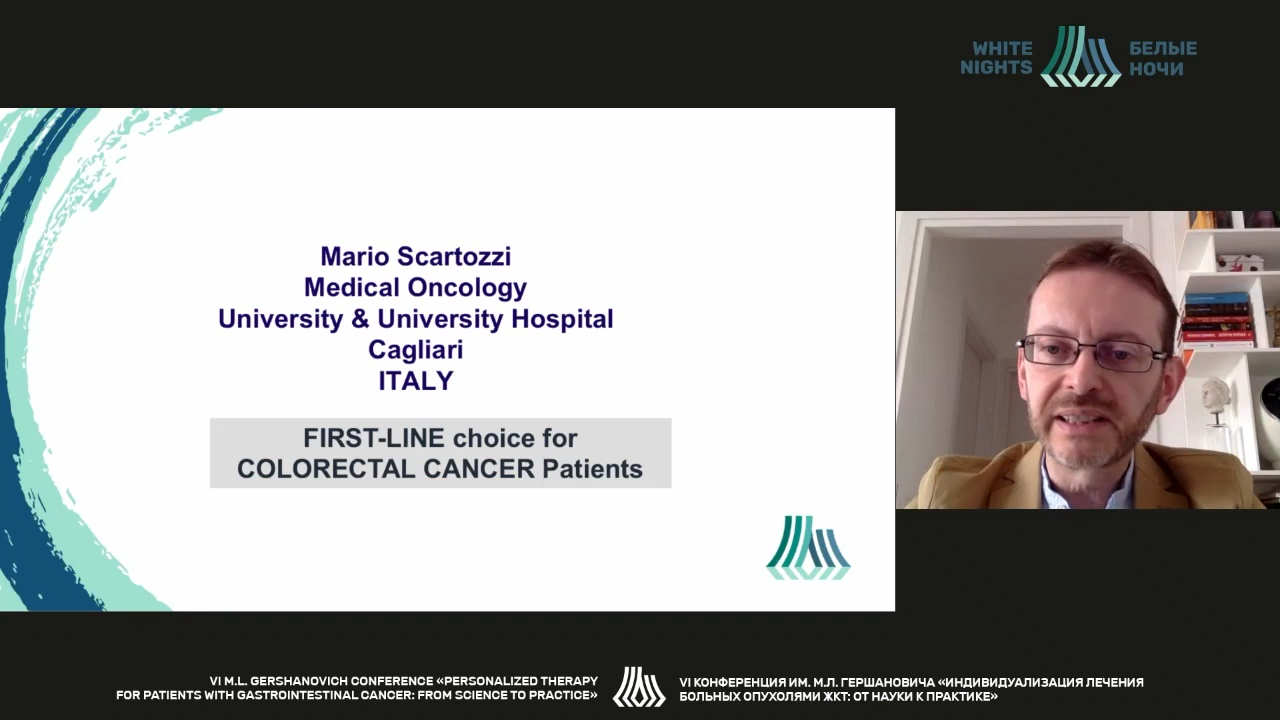 WHITE
NIGHTS
БЕЛЫЕ
НОЧИ
Mario Scartozzi
Medical Oncology
University & University Hospital
Cagliari
ITALY
FIRST-LINE choice for
COLORECTAL CANCER Patients
VI M.L. GERSHANOVICH CONFERENCE «PERSONALIZED THERAPY
FOR PATIENTS WITH GASTROINTESTINAL CANCER: FROM SCIENCE TO PRACTICE»
VI КОНФЕРЕНЦИЯ ИМ. М.Л. ГЕРШАНОВИЧА «ИНДИВИДУАЛИЗАЦИЯ ЛЕЧЕНИЯ
БОЛЬНЫХ ОПУХОЛЯМИ ЖКТ: ОТ НАУКИ К ПРАКТИКЕ»